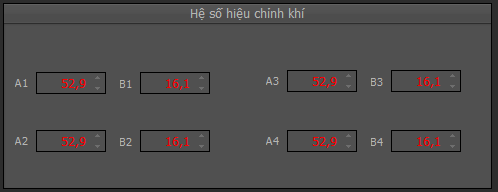 Hệ số hiệu chỉnh khí
A1 52,9 B1 16,1 A3 52,9 B3 16,1
A2 52,9 B2 16,1 A4 52,9 B4 16,1